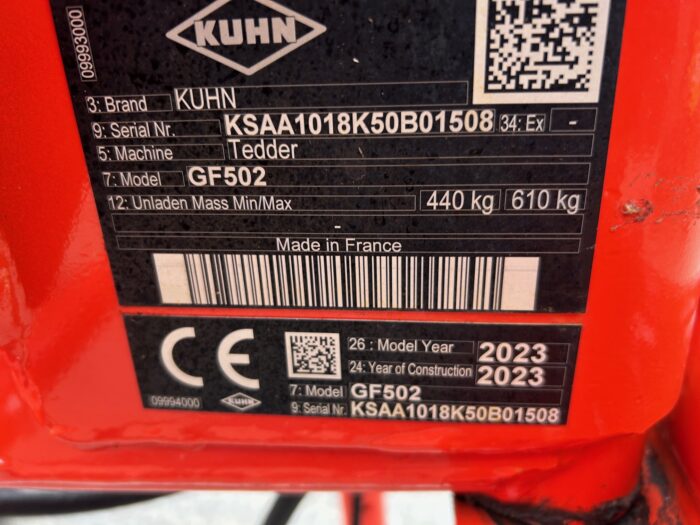 09993000
KUHN
3: Brand KUHN
9: Serial Nr. KSAA1018K50B01508 34: Ex -
5: Machine Tedder
7: Model GF502
12: Unladen Mass Min/Max 440 kg 610 kg
-
Made in France
CE 26 : Model Year 2023
24: Year of Construction 2023
7: Model GF502
09994000 KUHN 9: Serial Nr. KSAA1018K50B01508